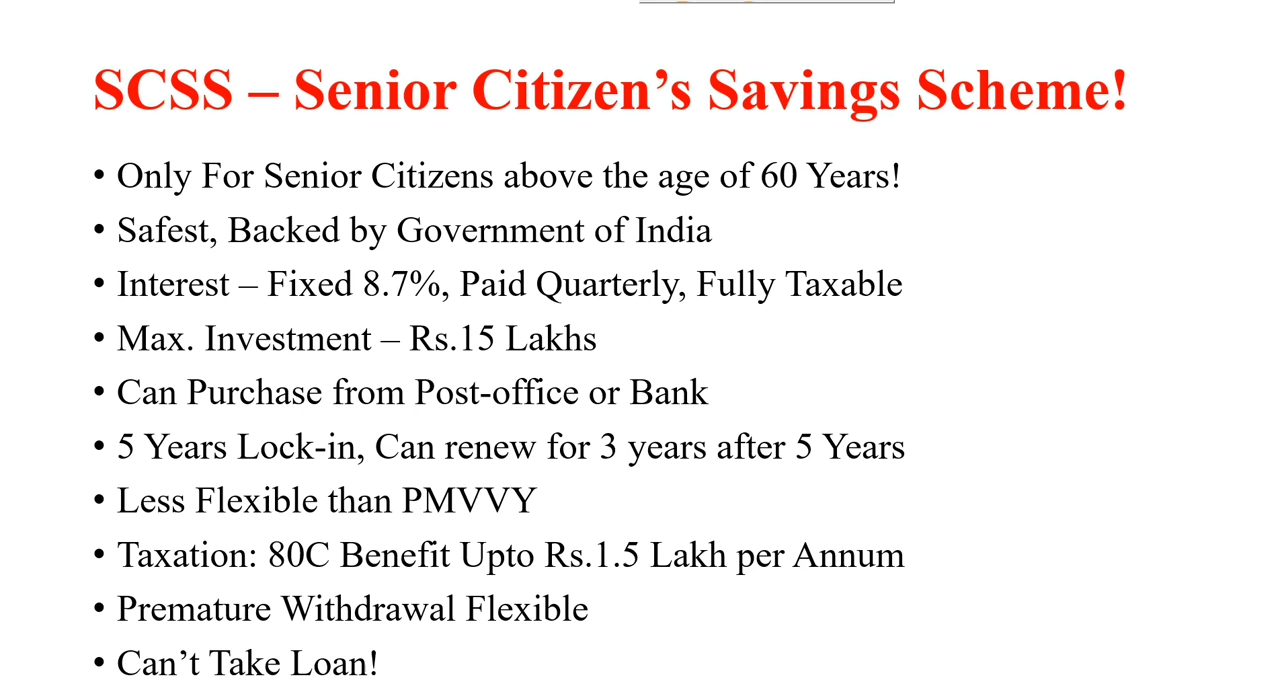 SCSS – Senior Citizen’s Savings Scheme!
• Only For Senior Citizens above the age of 60 Years!
• Safest, Backed by Government of India
• Interest – Fixed 8.7%, Paid Quarterly, Fully Taxable
• Max. Investment – Rs.15 Lakhs
• Can Purchase from Post-office or Bank
• 5 Years Lock-in, Can renew for 3 years after 5 Years
• Less Flexible than PMVVY
• Taxation: 80C Benefit Upto Rs.1.5 Lakh per Annum
• Premature Withdrawal Flexible
• Can’t Take Loan!